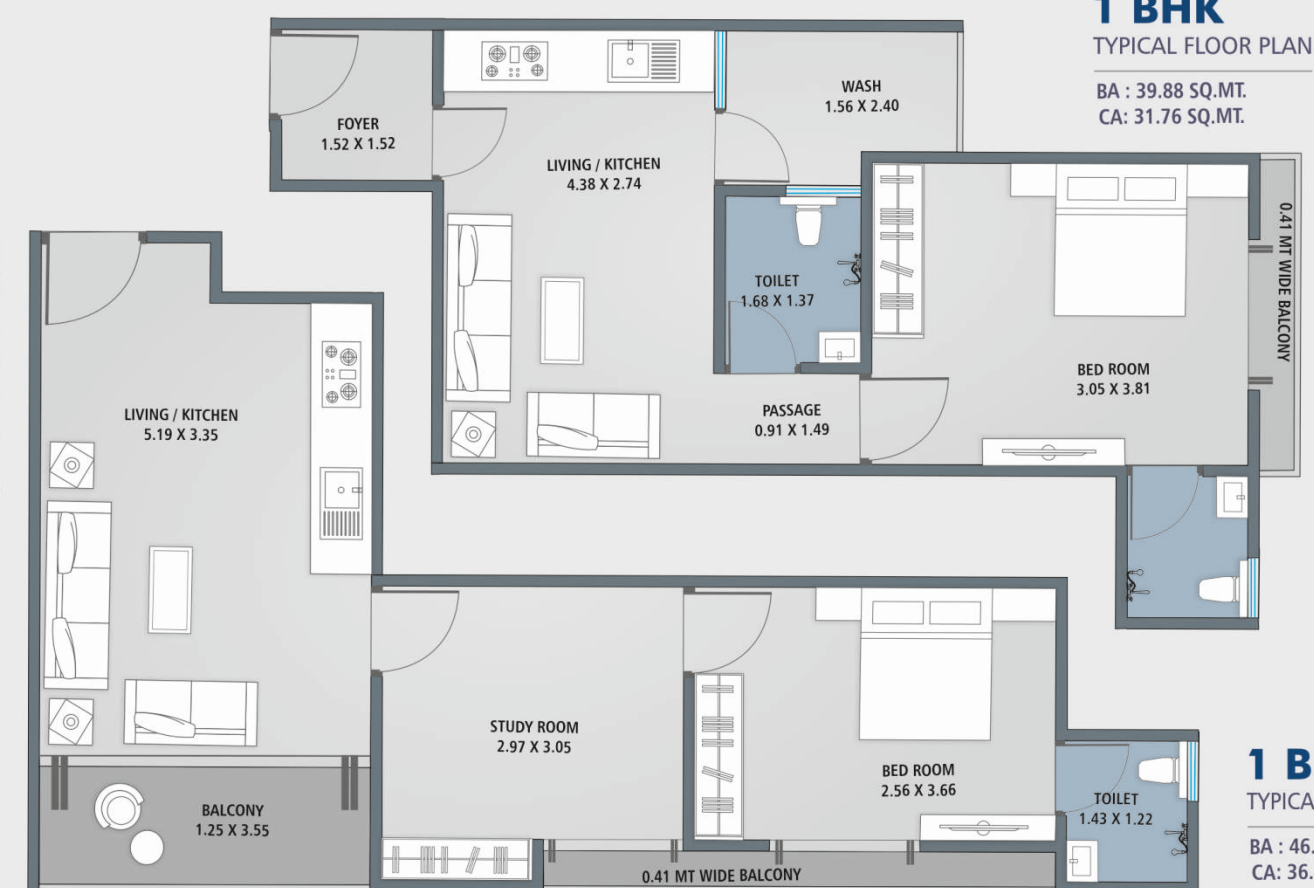 1 BHK
TYPICAL FLOOR PLAN
BA : 39.88 SQ.MT.
CA: 31.76 SQ.MT.
FOYER
1.52 X 1.52
LIVING / KITCHEN
4.38 X 2.74
WASH
1.56 X 2.40
TOILET
1.68 X 1.37
PASSAGE
0.91 X 1.49
BED ROOM
3.05 X 3.81
0.41 MT WIDE BALCONY
LIVING / KITCHEN
5.19 X 3.35
BALCONY
1.25 X 3.55
STUDY ROOM
2.97 X 3.05
BED ROOM
2.56 X 3.66
TOILET
1.43 X 1.22
0.41 MT WIDE BALCONY
1 B
TYPICA
BA : 46.
CA: 36.